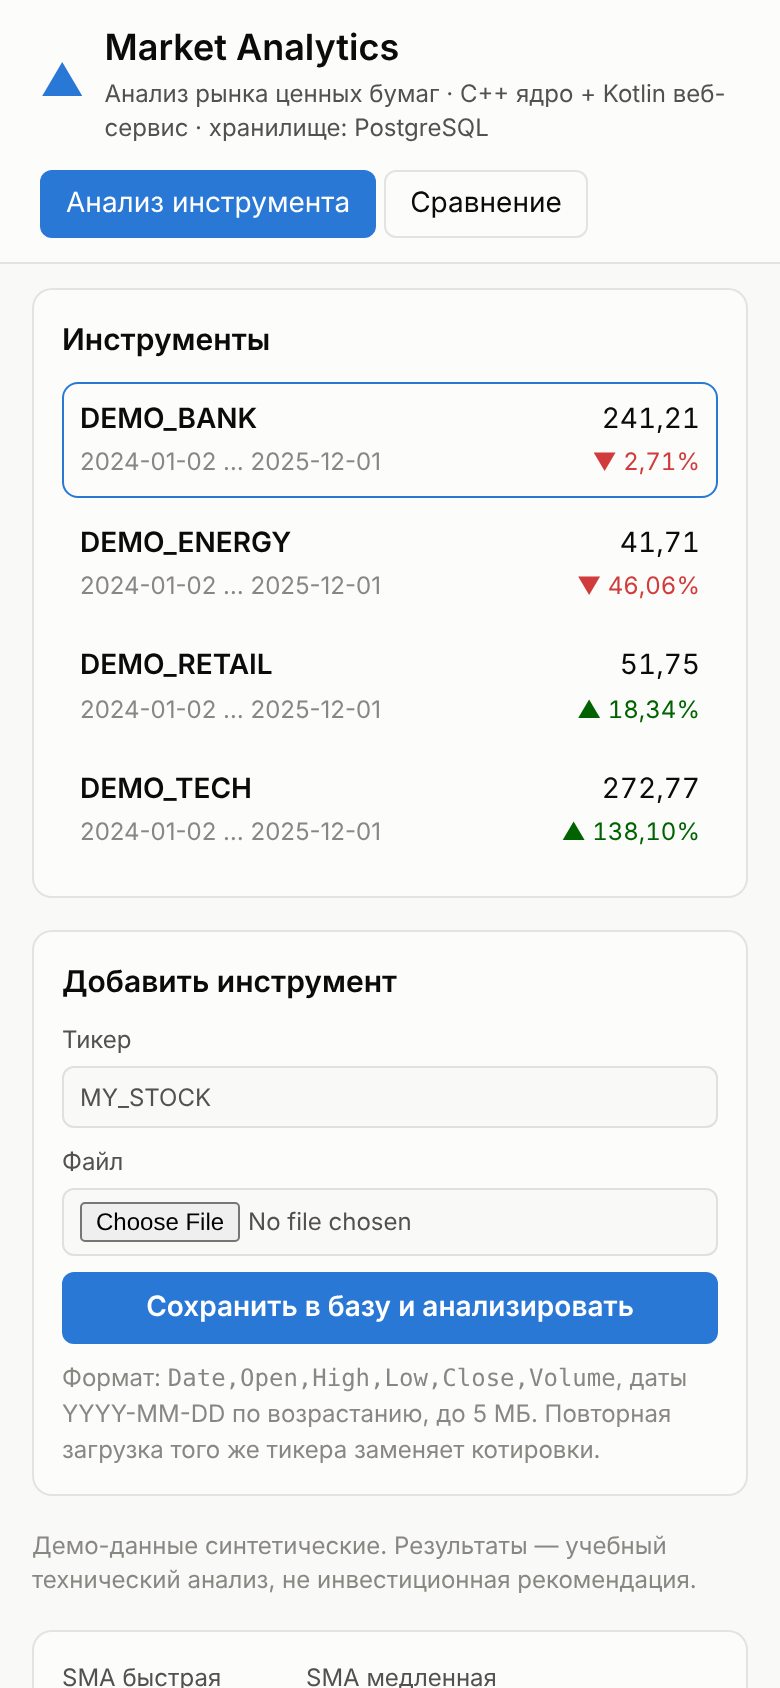 Market Analytics
Анализ рынка ценных бумаг · C++ ядро + Kotlin веб-
сервис · хранилище: PostgreSQL
Анализ инструмента
Сравнение
Инструменты
DEMO_BANK 241,21
2024-01-02 … 2025-12-01 ▼ 2,71%
DEMO_ENERGY 41,71
2024-01-02 … 2025-12-01 ▼ 46,06%
DEMO_RETAIL 51,75
2024-01-02 … 2025-12-01 ▲ 18,34%
DEMO_TECH 272,77
2024-01-02 … 2025-12-01 ▲ 138,10%
Добавить инструмент
Тикер
MY_STOCK
Файл
Choose File No file chosen
Сохранить в базу и анализировать
Формат: Date,Open,High,Low,Close,Volume, даты
YYYY-MM-DD по возрастанию, до 5 МБ. Повторная
загрузка того же тикера заменяет котировки.
Демо-данные синтетические. Результаты — учебный
технический анализ, не инвестиционная рекомендация.
SMA быстрая SMA медленная